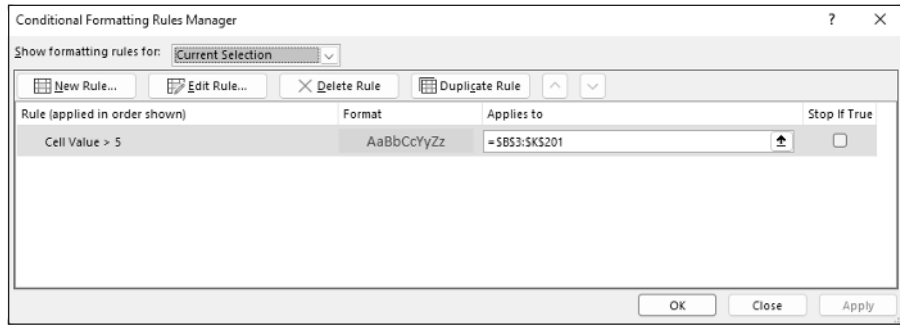 Conditional Formatting Rules Manager ? ×
Show formatting rules for: Current Selection
New Rule... Edit Rule... Delete Rule Duplicate Rule
Rule (applied in order shown) Format Applies to Stop If True
Cell Value > 5 AaBbCcYyZz =$B$3:$K$201
OK Close Apply